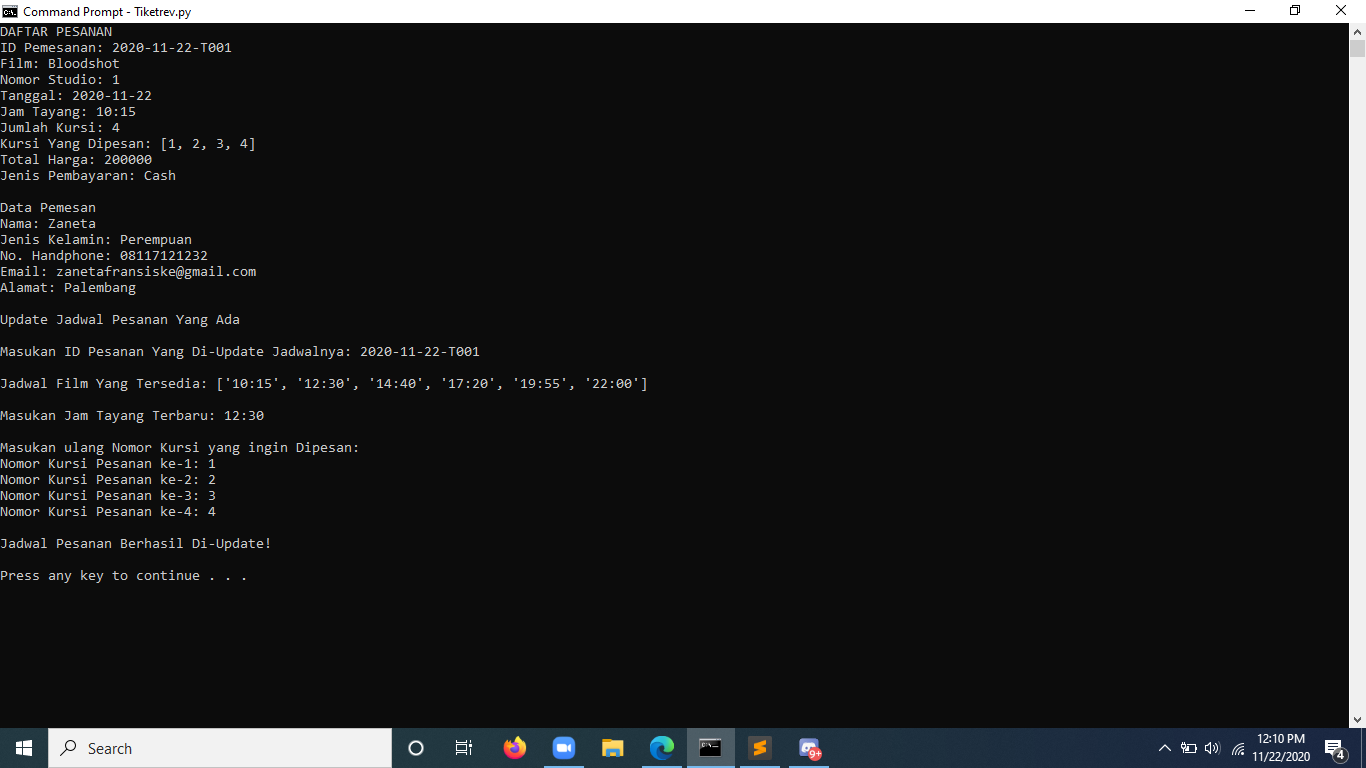 Command Prompt - Tiketrev.py
DAFTAR PESANAN
ID Pemesanan: 2020-11-22-T001
Film: Bloodshot
Nomor Studio: 1
Tanggal: 2020-11-22
Jam Tayang: 10:15
Jumlah Kursi: 4
Kursi Yang Dipesan: [1, 2, 3, 4]
Total Harga: 200000
Jenis Pembayaran: Cash
Data Pemesan
Nama: Zaneta
Jenis Kelamin: Perempuan
No. Handphone: 08117121232
Email: zanetafransiske@gmail.com
Alamat: Palembang
Update Jadwal Pesanan Yang Ada
Masukan ID Pesanan Yang Di-Update Jadwalnya: 2020-11-22-T001
Jadwal Film Yang Tersedia: ['10:15', '12:30', '14:40', '17:20', '19:55', '22:00']
Masukan Jam Tayang Terbaru: 12:30
Masukan ulang Nomor Kursi yang ingin Dipesan:
Nomor Kursi Pesanan ke-1: 1
Nomor Kursi Pesanan ke-2: 2
Nomor Kursi Pesanan ke-3: 3
Nomor Kursi Pesanan ke-4: 4
Jadwal Pesanan Berhasil Di-Update!
Press any key to continue . . .
Search
9+
12:10 PM
11/22/2020
4